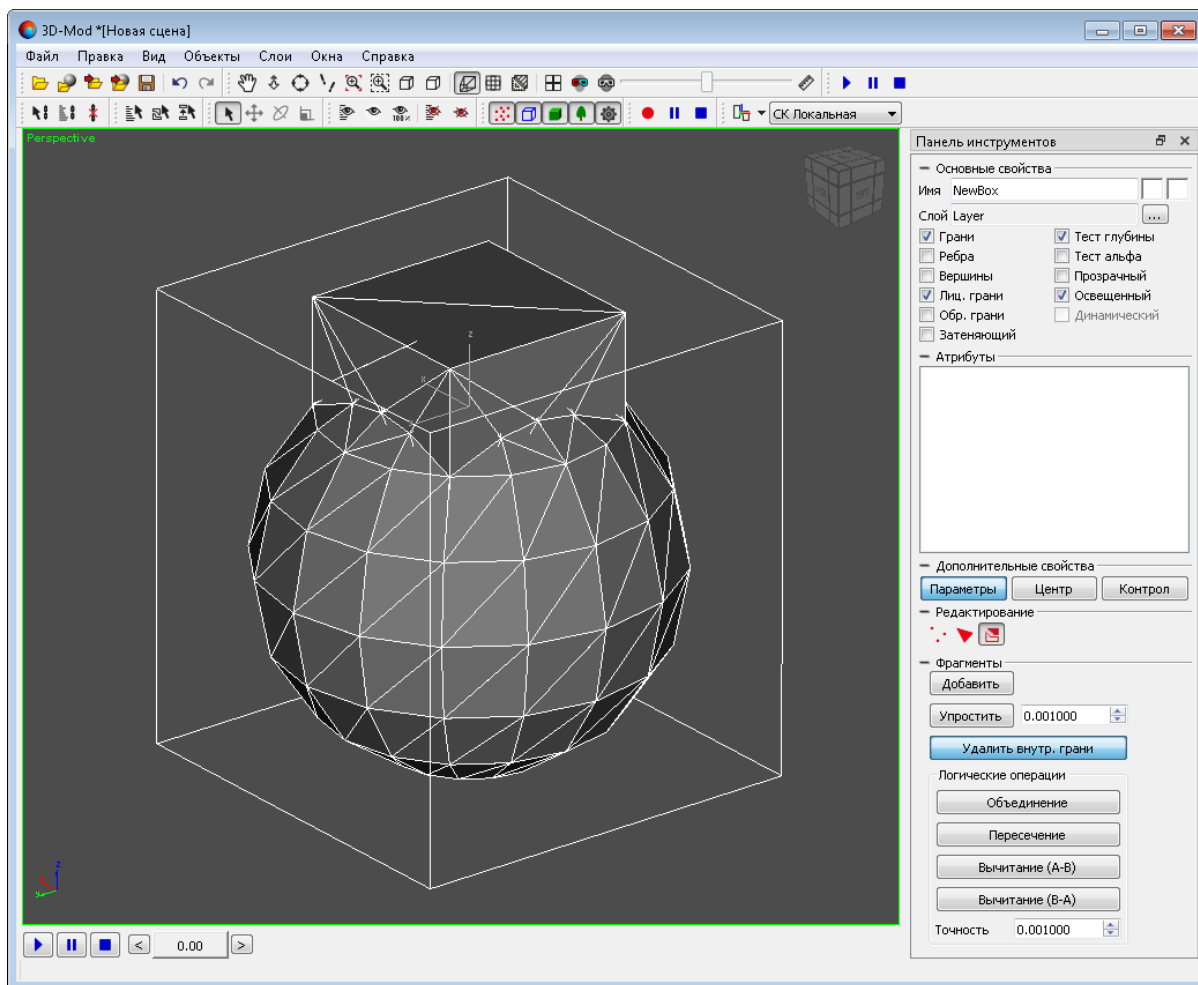 3D-Mod *[Новая сцена]
Файл Правка Вид Объекты Слои Окна Справка
100%
СК Локальная
Perspective
z
x
z
y
< 0.00 >
Панель инструментов
Основные свойства
Имя NewBox
Слой Layer ...
Грани Тест глубины
Ребра Тест альфа
Вершины Прозрачный
Лиц. грани Освещенный
Обр. грани Динамический
Затеняющий
Атрибуты
Дополнительные свойства
Параметры Центр Контрол
Редактирование
Фрагменты
Добавить
Упростить 0.001000
Удалить внутр. грани
Логические операции
Объединение
Пересечение
Вычитание (A-B)
Вычитание (B-A)
Точность 0.001000